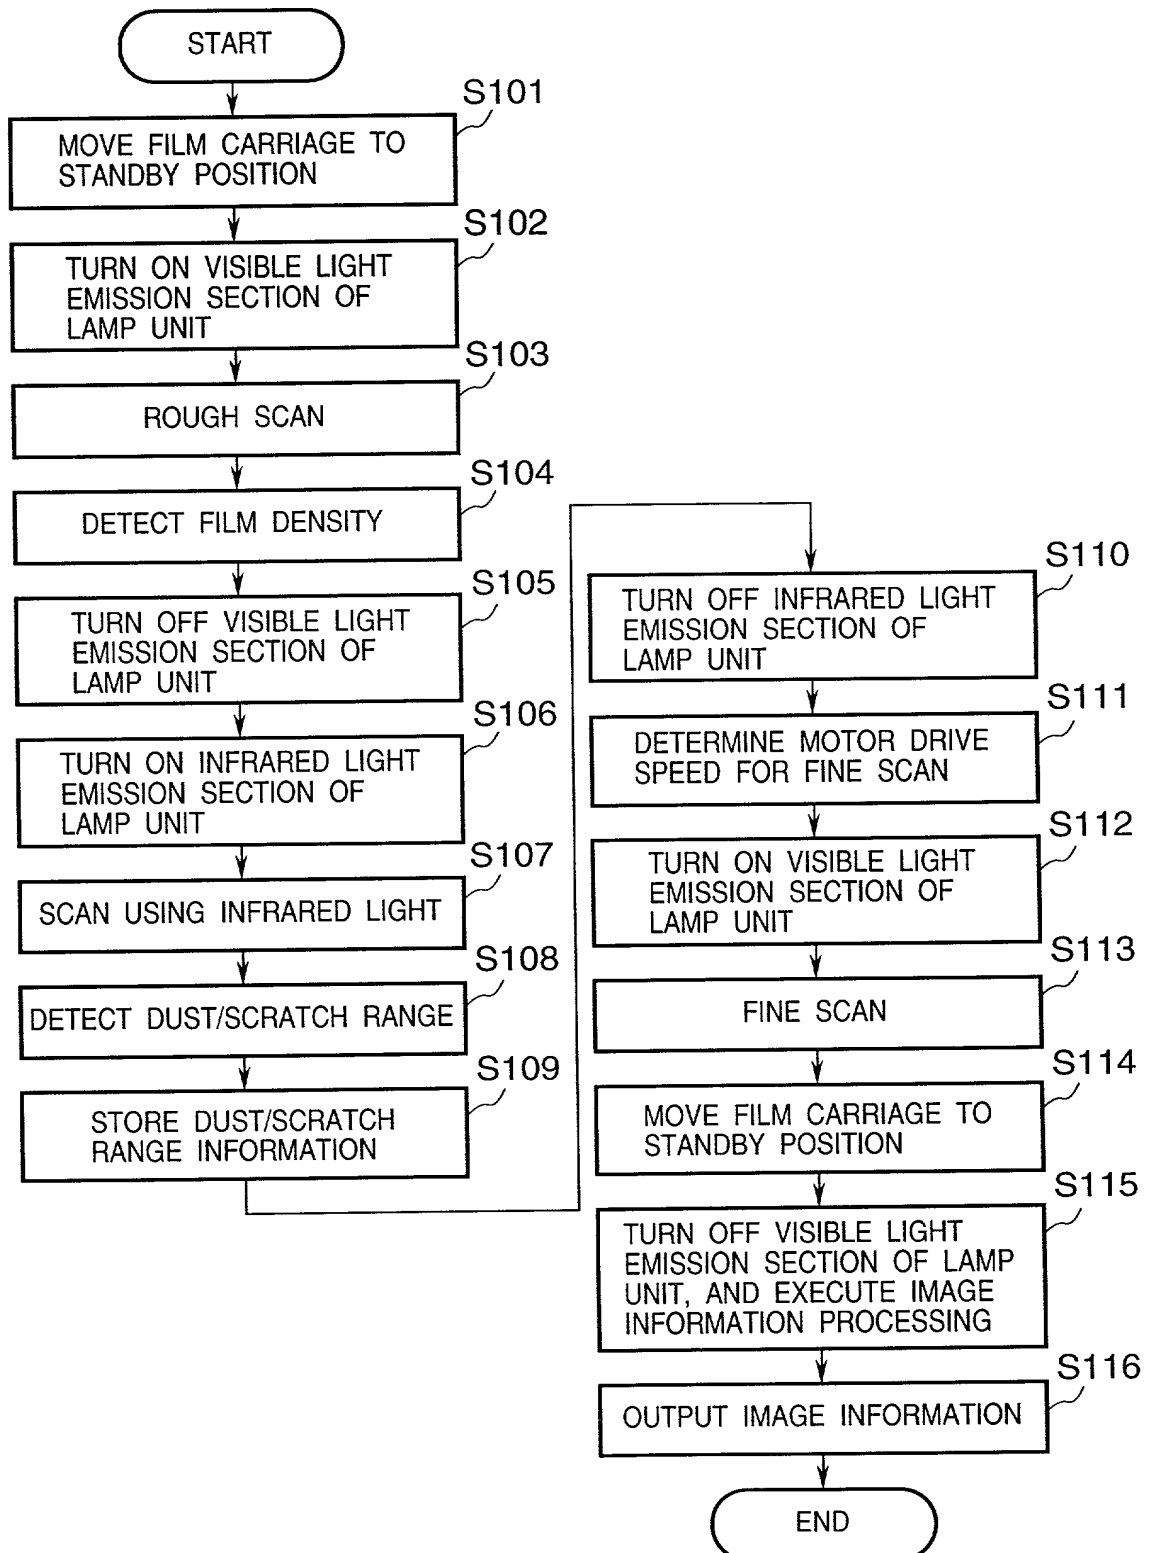 START
S101
MOVE FILM CARRIAGE TO
STANDBY POSITION
S102
TURN ON VISIBLE LIGHT
EMISSION SECTION OF
LAMP UNIT
S103
ROUGH SCAN
S104
DETECT FILM DENSITY
S105
TURN OFF VISIBLE LIGHT
EMISSION SECTION OF
LAMP UNIT
S106
TURN ON INFRARED LIGHT
EMISSION SECTION OF
LAMP UNIT
S107
SCAN USING INFRARED LIGHT
S108
DETECT DUST/SCRATCH RANGE
S109
STORE DUST/SCRATCH
RANGE INFORMATION
S110
TURN OFF INFRARED LIGHT
EMISSION SECTION OF
LAMP UNIT
S111
DETERMINE MOTOR DRIVE
SPEED FOR FINE SCAN
S112
TURN ON VISIBLE LIGHT
EMISSION SECTION OF
LAMP UNIT
S113
FINE SCAN
S114
MOVE FILM CARRIAGE TO
STANDBY POSITION
S115
TURN OFF VISIBLE LIGHT
EMISSION SECTION OF LAMP
UNIT, AND EXECUTE IMAGE
INFORMATION PROCESSING
S116
OUTPUT IMAGE INFORMATION
END